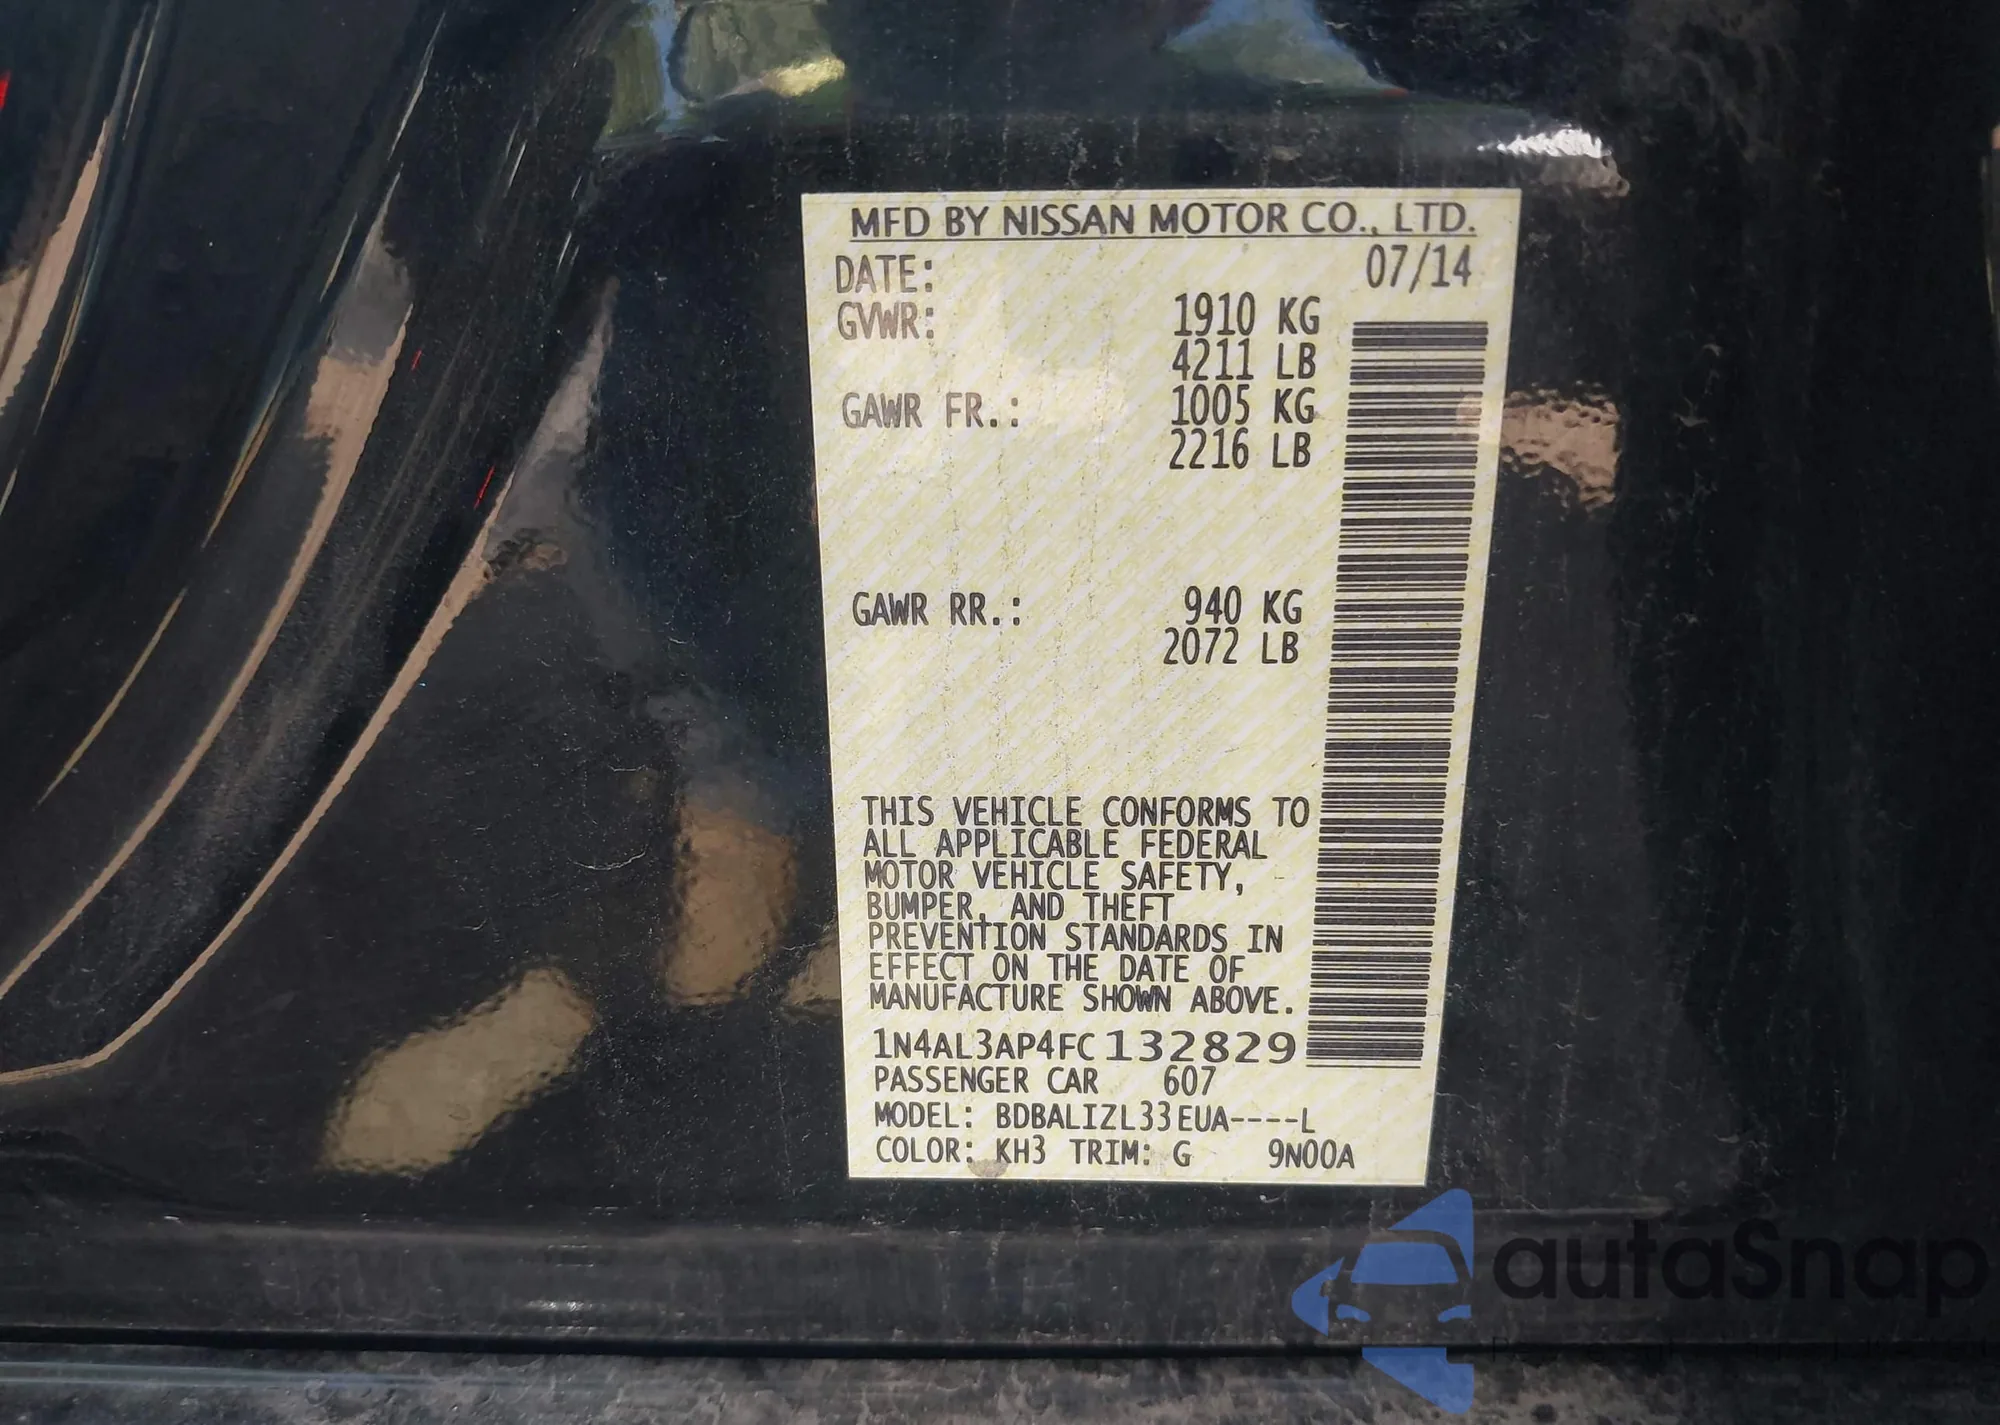 MFD BY NISSAN MOTOR CO., LTD.
DATE: 07/14
GVWR: 1910 KG
4211 LB
GAWR FR.: 1005 KG
2216 LB
GAWR RR.: 940 KG
2072 LB
THIS VEHICLE CONFORMS TO
ALL APPLICABLE FEDERAL
MOTOR VEHICLE SAFETY,
BUMPER, AND THEFT
PREVENTION STANDARDS IN
EFFECT ON THE DATE OF
MANUFACTURE SHOWN ABOVE.
1N4AL3AP4FC132829
PASSENGER CAR 607
MODEL: BDBALIZL33EUA----L
COLOR: KH3 TRIM: G 9N00A
autaSnap